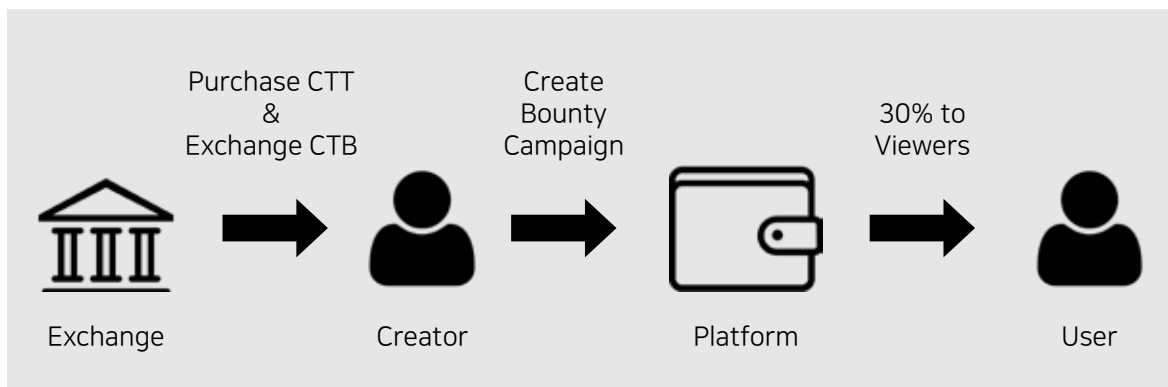 Purchase CTT
&
Exchange CTB
Create
Bounty
Campaign
30% to
Viewers
Exchange
Creator
Platform
User